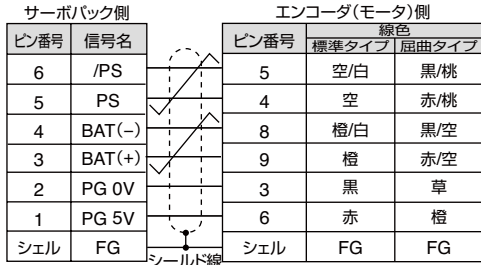 サーボパック側 エンコーダ(モータ)側
ピン番号 信号名 ピン番号 線色
標準タイプ 屈曲タイプ
6 /PS 5 空/白 黒/桃
5 PS 4 空 赤/桃
4 BAT(−) 8 橙/白 黒/空
3 BAT(+) 9 橙 赤/空
2 PG 0V 3 黒 草
1 PG 5V 6 赤 橙
シェル FG シェル FG FG
シールド線